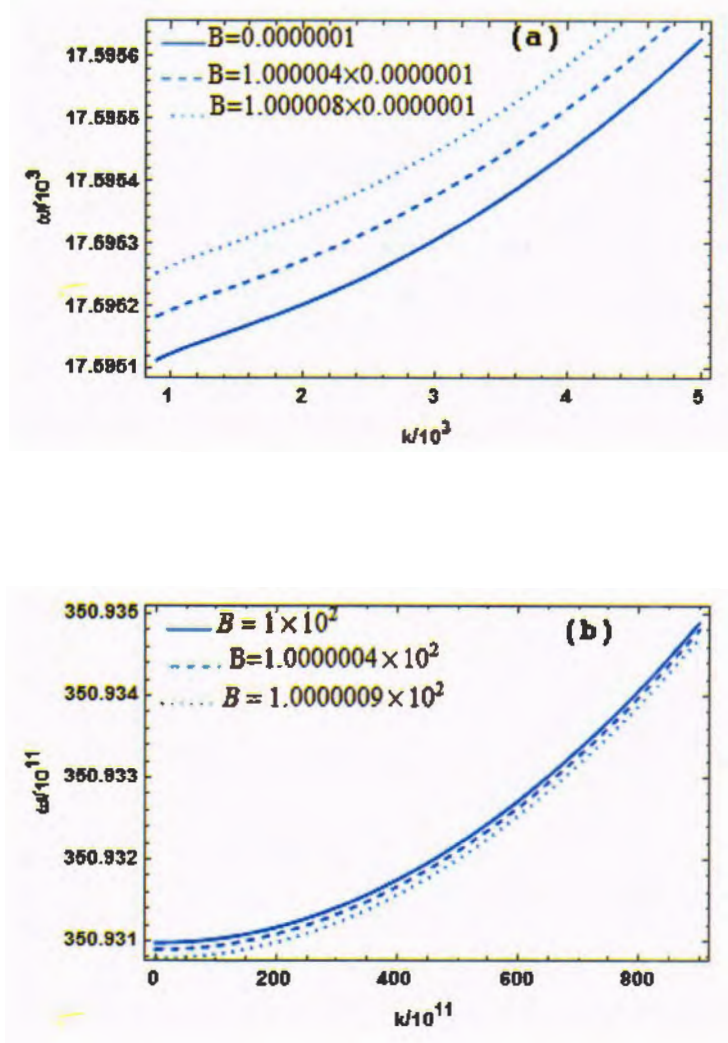 B=0.0000001
(a)
B=1.000004×0.0000001
B=1.000008×0.0000001
17.5956
17.5955
17.5954
17.5953
17.5952
17.5951
ω/10³
1 2 3 4 5
k/10³
B = 1×10²
(b)
B=1.0000004×10²
B = 1.0000009×10²
350.935
350.934
350.933
350.932
350.931
ω/10¹¹
0 200 400 600 800
k/10¹¹